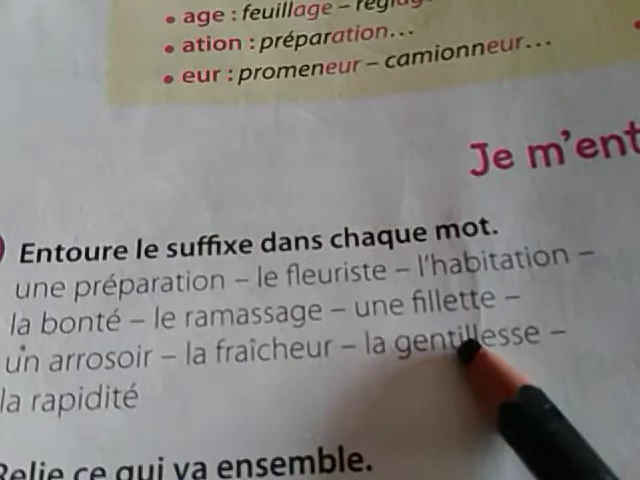 • age : feuillage – réglage
• ation : préparation...
• eur : promeneur – camionneur...
Je m'ent
Entoure le suffixe dans chaque mot.
une préparation – le fleuriste – l'habitation –
la bonté – le ramassage – une fillette –
un arrosoir – la fraîcheur – la gentillesse –
la rapidité
Relie ce qui va ensemble.